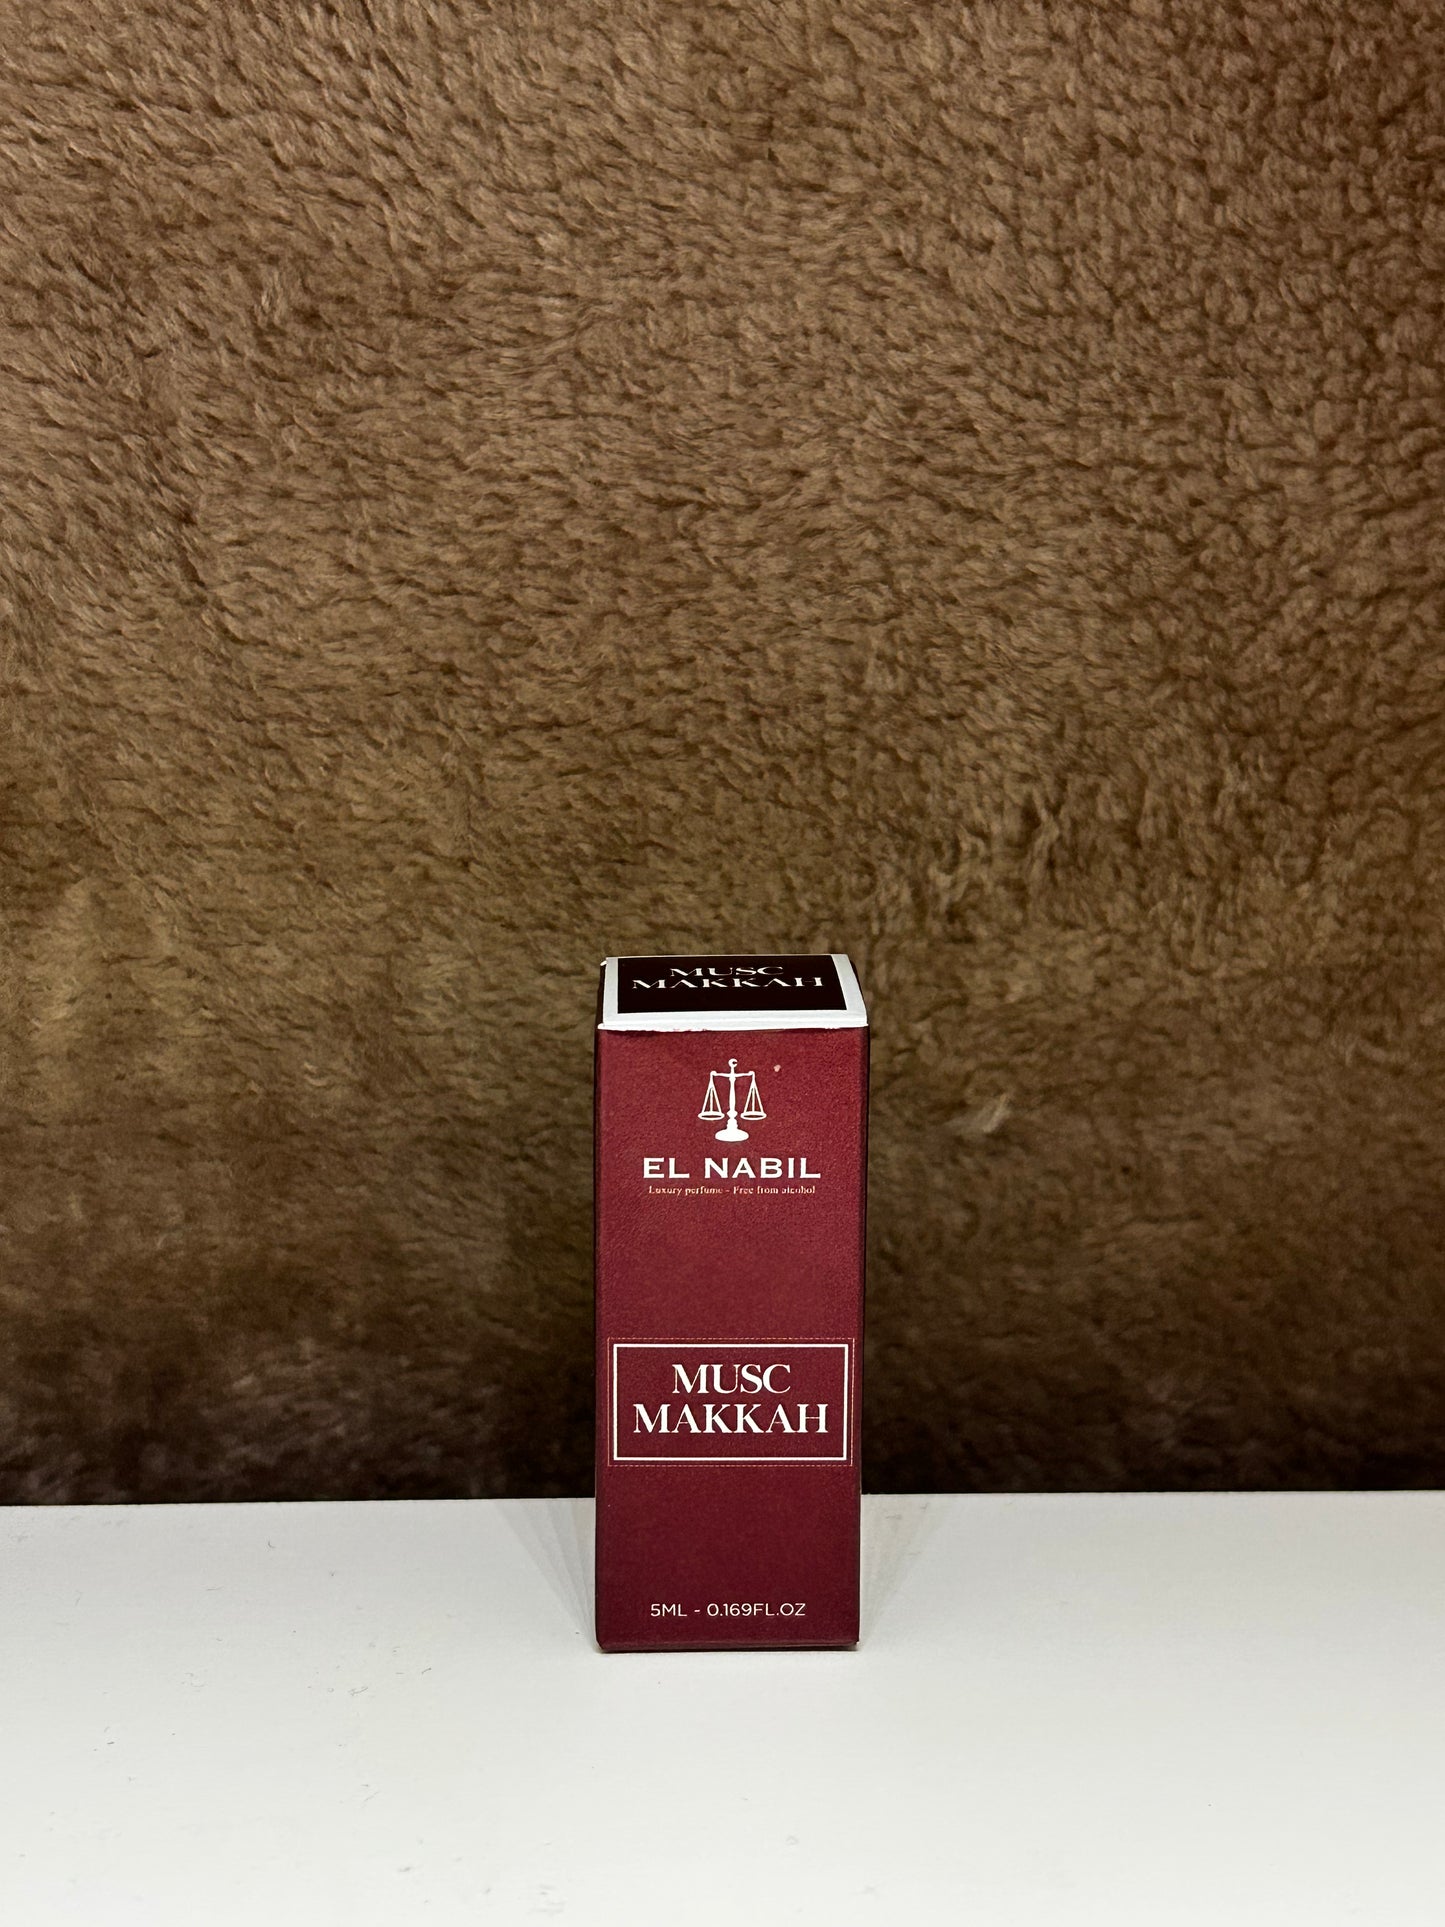 MUSC
MAKKAH
EL NABIL
Luxury perfume - Free from alcohol
MUSC
MAKKAH
5ML - 0.169FL.OZ